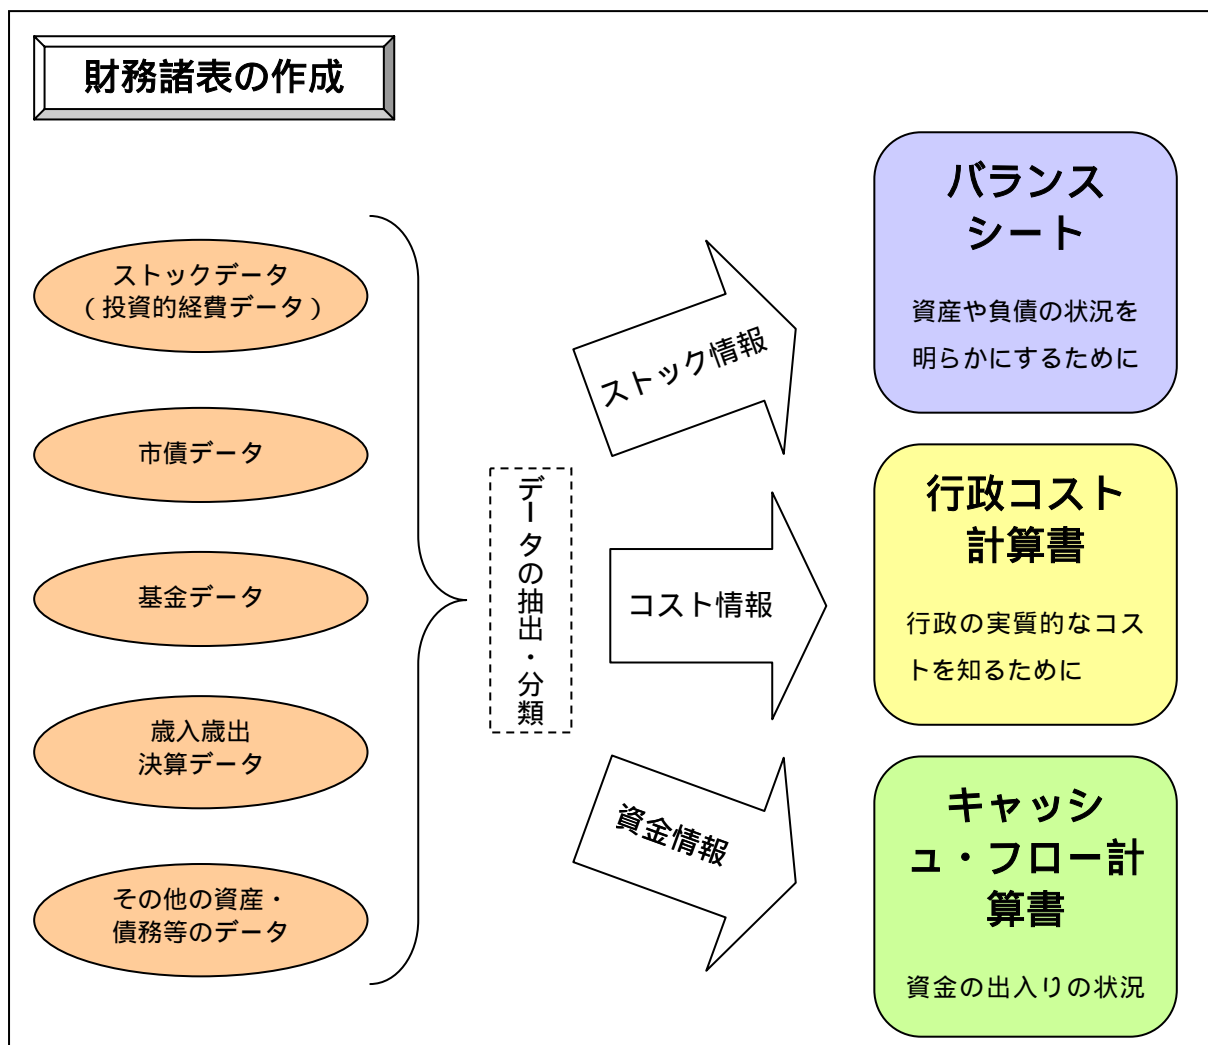 財務諸表の作成
ストックデータ
（投資的経費データ）
市債データ
基金データ
歳入歳出
決算データ
その他の資産・
債務等のデータ
データの抽出・分類
ストック情報
コスト情報
資金情報
バランス
シート
資産や負債の状況を
明らかにするために
行政コスト
計算書
行政の実質的なコス
トを知るために
キャッシ
ュ・フロー計
算書
資金の出入りの状況